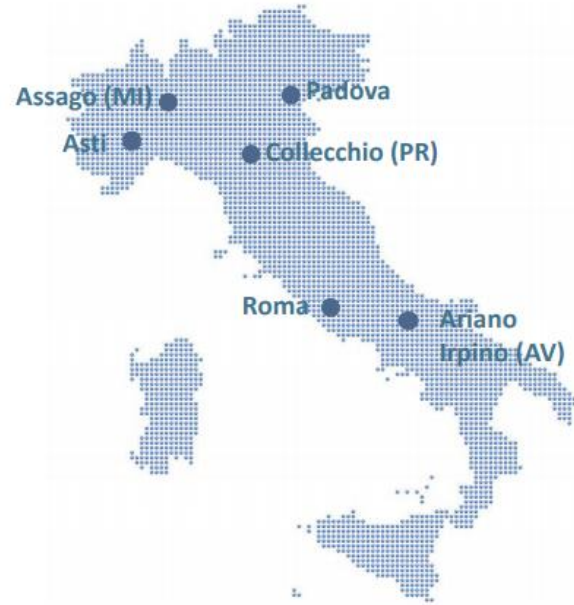 Assago (MI)
Padova
Asti
Collecchio (PR)
Roma
Ariano
Irpino (AV)